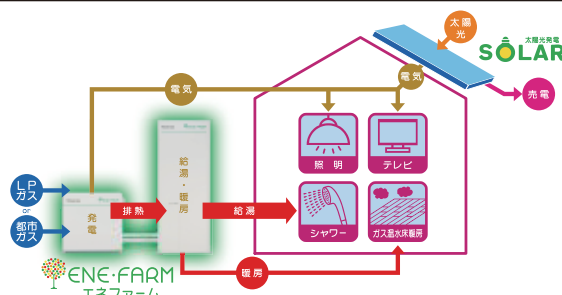 太陽
光
太陽光発電
SOLAR
電気
電気
売電
照明
テレビ
給湯・暖房
LP
ガス
or
都市
ガス
発電
排熱
給湯
シャワー
ガス温水床暖房
暖房
ENE・FARM
エネファーム